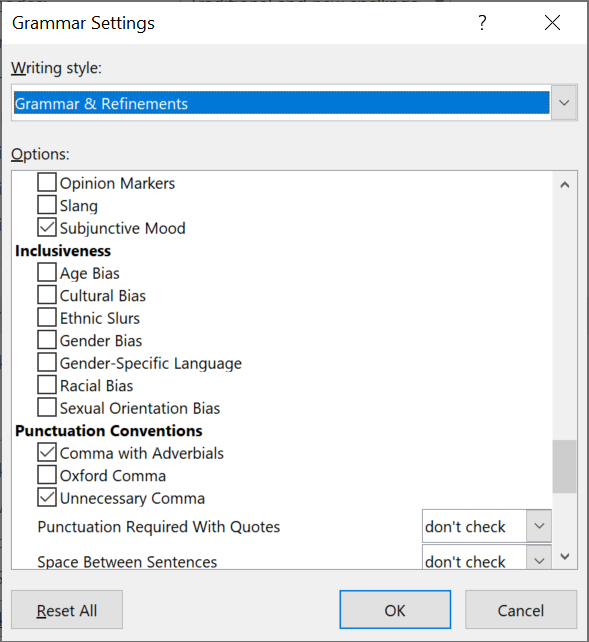 Grammar Settings
?
Writing style:
Grammar & Refinements
Options:
Opinion Markers
Slang
Subjunctive Mood
Inclusiveness
Age Bias
Cultural Bias
Ethnic Slurs
Gender Bias
Gender-Specific Language
Racial Bias
Sexual Orientation Bias
Punctuation Conventions
Comma with Adverbials
Oxford Comma
Unnecessary Comma
Punctuation Required With Quotes don't check
Space Between Sentences don't check
Reset All OK Cancel